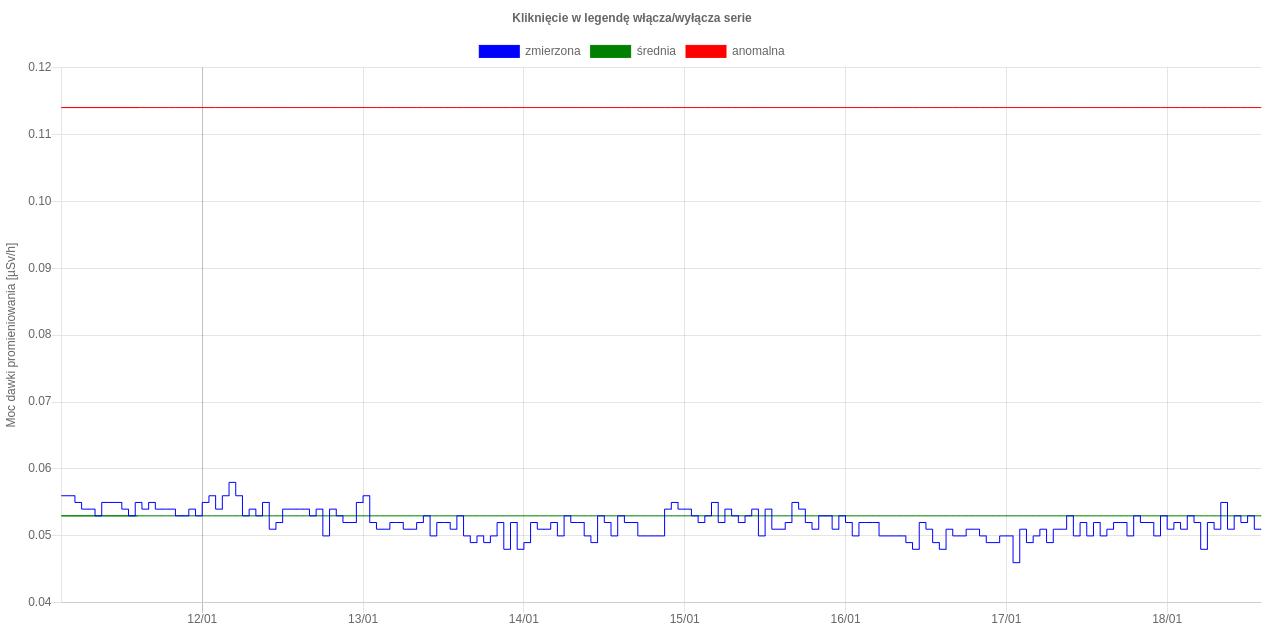 Kliknięcie w legendę włącza/wyłącza serie
zmierzona średnia anomalna
0.12
0.11
0.10
0.09
0.08
0.07
0.06
0.05
0.04
Moc dawki promieniowania [µSv/h]
12/01 13/01 14/01 15/01 16/01 17/01 18/01